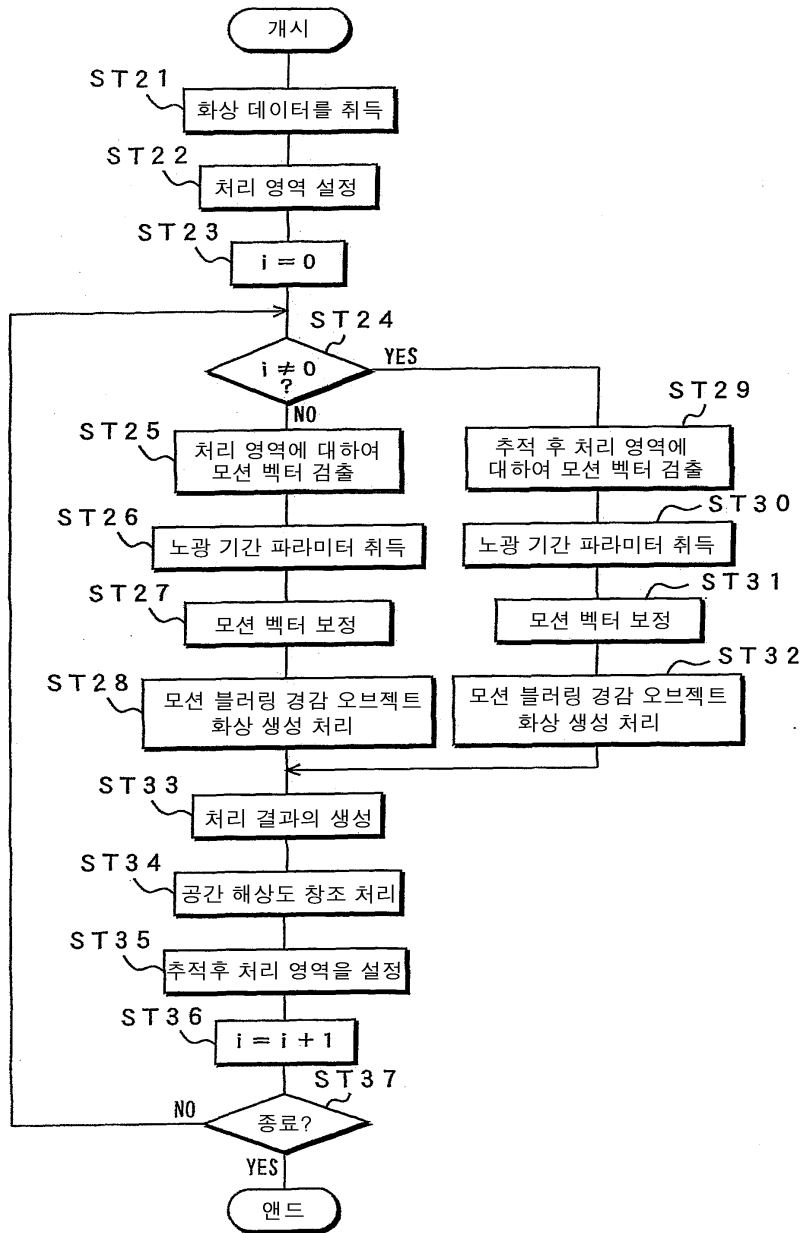 개시
ST21
화상 데이터를 취득
ST22
처리 영역 설정
ST23
i = 0
ST24
i ≠ 0
?
YES
NO
ST25
처리 영역에 대하여
모션 벡터 검출
ST26
노광 기간 파라미터 취득
ST27
모션 벡터 보정
ST28
모션 블러링 경감 오브젝트
화상 생성 처리
ST29
추적 후 처리 영역에
대하여 모션 벡터 검출
ST30
노광 기간 파라미터 취득
ST31
모션 벡터 보정
ST32
모션 블러링 경감 오브젝트
화상 생성 처리
ST33
처리 결과의 생성
ST34
공간 해상도 창조 처리
ST35
추적후 처리 영역을 설정
ST36
i = i + 1
ST37
종료?
NO
YES
앤드